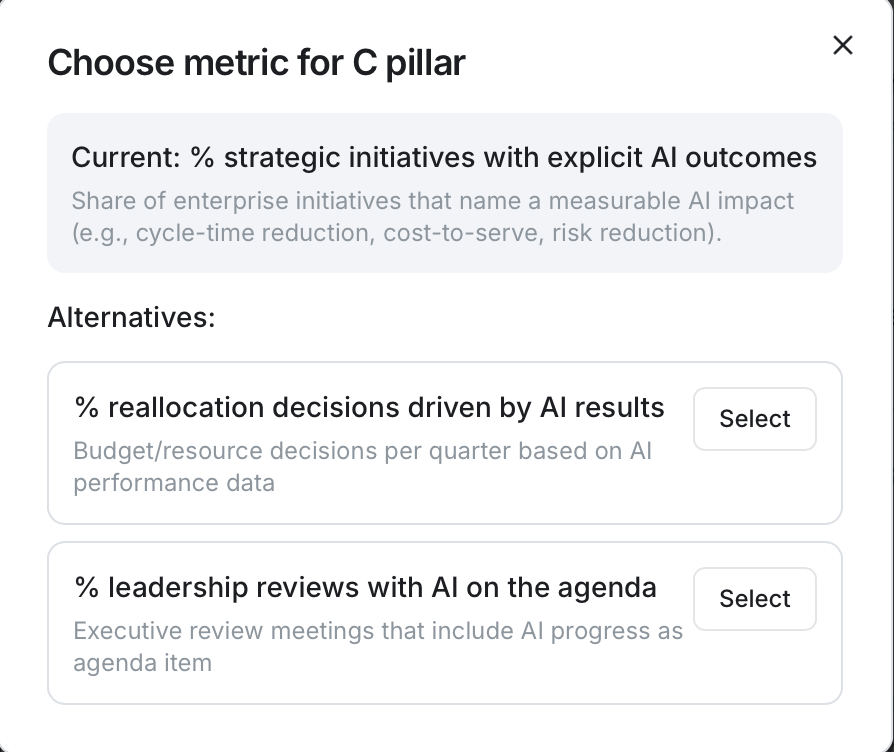 Choose metric for C pillar
Current: % strategic initiatives with explicit AI outcomes
Share of enterprise initiatives that name a measurable AI impact
(e.g., cycle-time reduction, cost-to-serve, risk reduction).
Alternatives:
% reallocation decisions driven by AI results
Select
Budget/resource decisions per quarter based on AI
performance data
% leadership reviews with AI on the agenda
Select
Executive review meetings that include AI progress as
agenda item